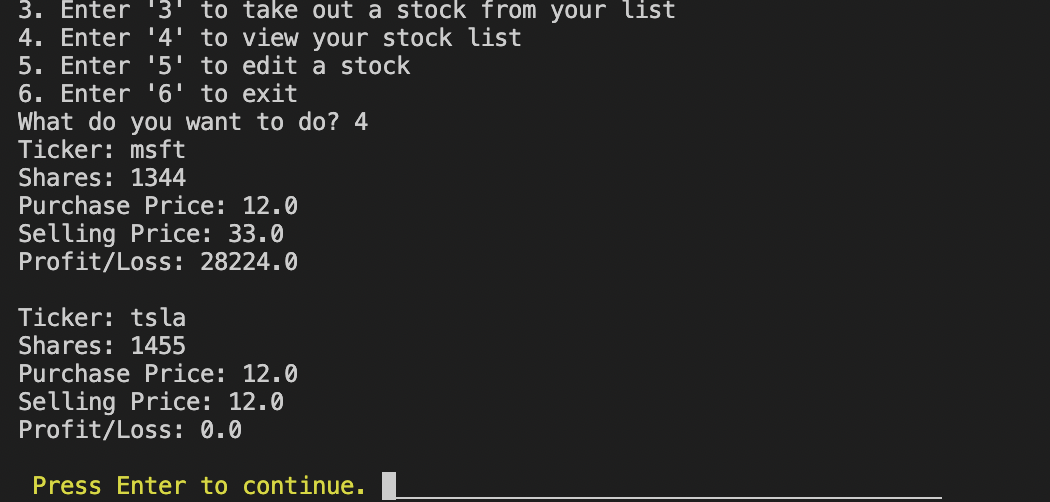 3. Enter '3' to take out a stock from your list
4. Enter '4' to view your stock list
5. Enter '5' to edit a stock
6. Enter '6' to exit
What do you want to do? 4
Ticker: msft
Shares: 1344
Purchase Price: 12.0
Selling Price: 33.0
Profit/Loss: 28224.0
Ticker: tsla
Shares: 1455
Purchase Price: 12.0
Selling Price: 12.0
Profit/Loss: 0.0
Press Enter to continue.